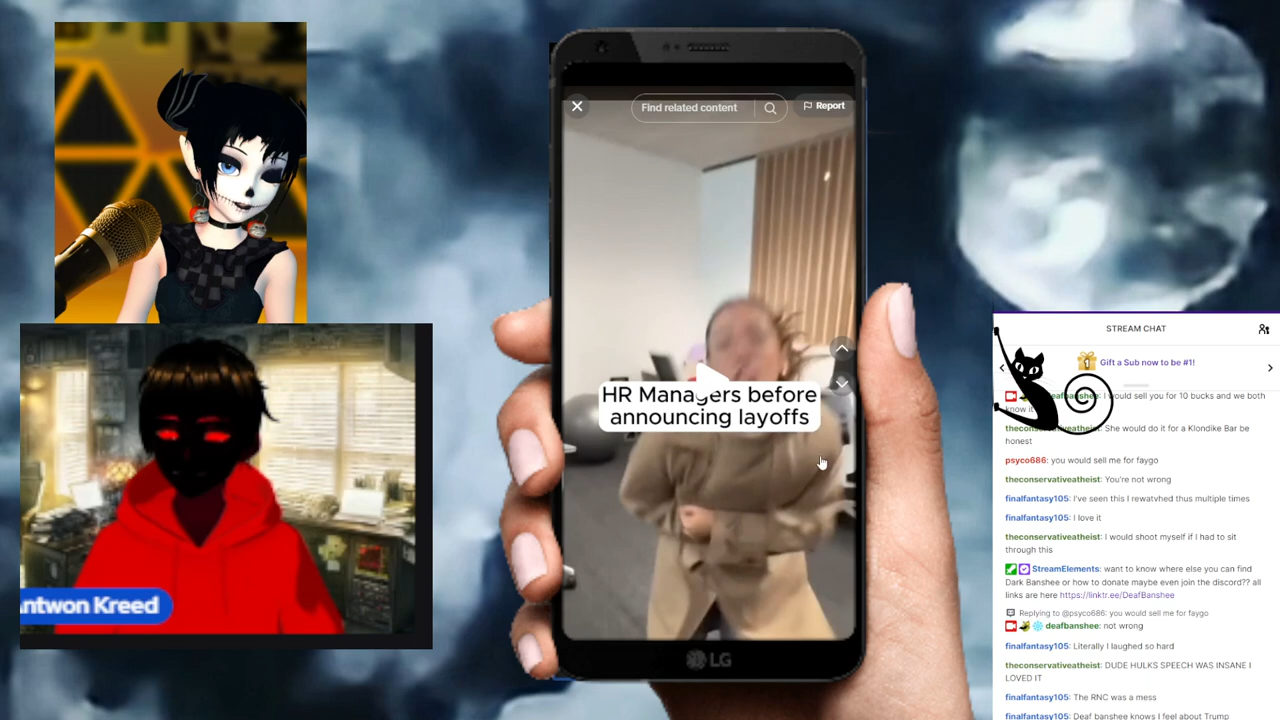 Find related content
Report
HR Managers before
announcing layoffs
LG
ntwon Kreed
STREAM CHAT
Gift a Sub now to be #1!
would sell you for 10 bucks and we both
know it
She would do it for a Klondike Bar be
honest
psyco686: you would sell me for faygo
theconservativeatheist: You're not wrong
finalfantasy105: I've seen this I rewatvhed thus multiple times
finalfantasy105: I love it
theconservativeatheist: I would shoot myself if I had to sit
through this
StreamElements: want to know where else you can find
Dark Banshee or how to donate maybe even join the discord?? all
links are here https://linktr.ee/DeafBanshee
Replying to @psyco686: you would sell me for faygo
deafbanshee: not wrong
finalfantasy105: Literally I laughed so hard
theconservativeatheist: DUDE HULKS SPEECH WAS INSANE I
LOVED IT
finalfantasy105: The RNC was a mess
finalfantasy105: Deaf banshee knows I feel about Trump